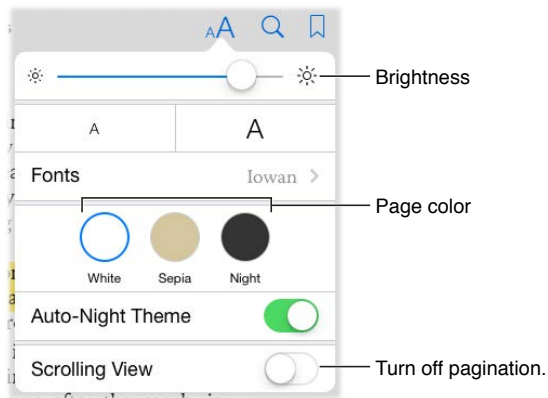 AA
Brightness
A A
Fonts Iowan >
Page color
White Sepia Night
Auto-Night Theme
Scrolling View Turn off pagination.